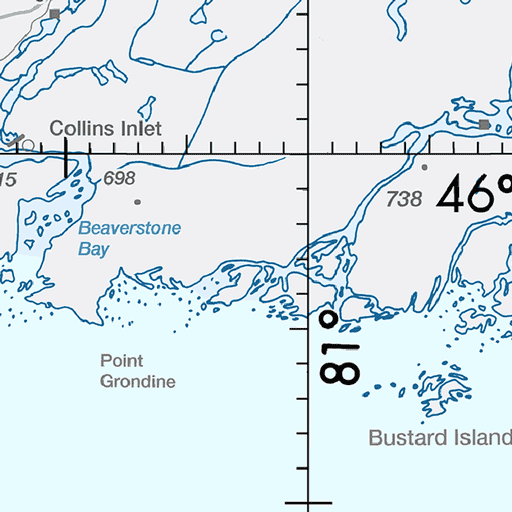 Collins Inlet
15
698
738
46°
Beaverstone
Bay
81°
Point
Grondine
Bustard Island